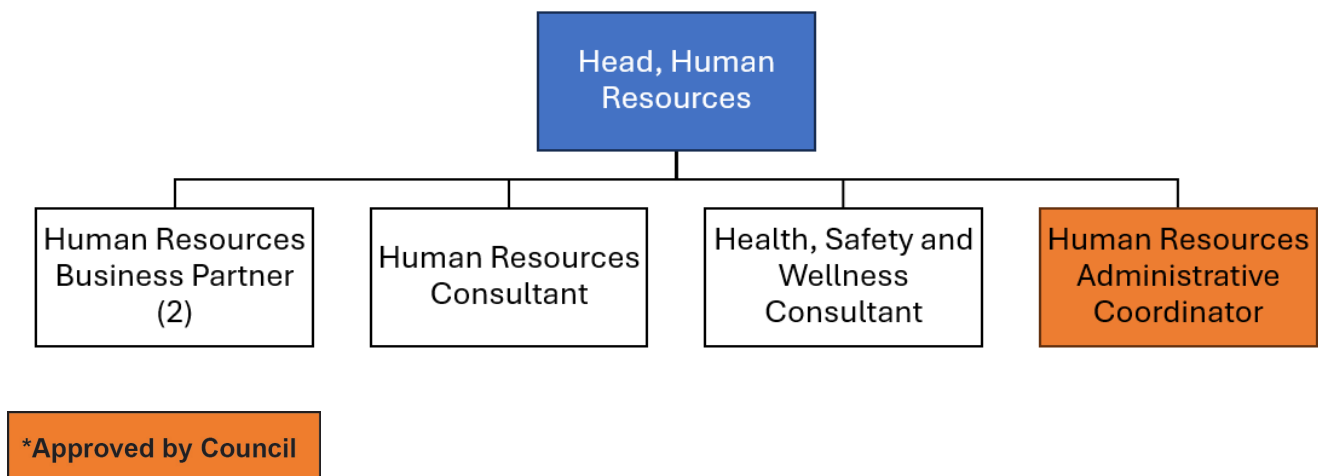 Head, Human
Resources
Human Resources
Business Partner
(2)
Human Resources
Consultant
Health, Safety and
Wellness
Consultant
Human Resources
Administrative
Coordinator
*Approved by Council